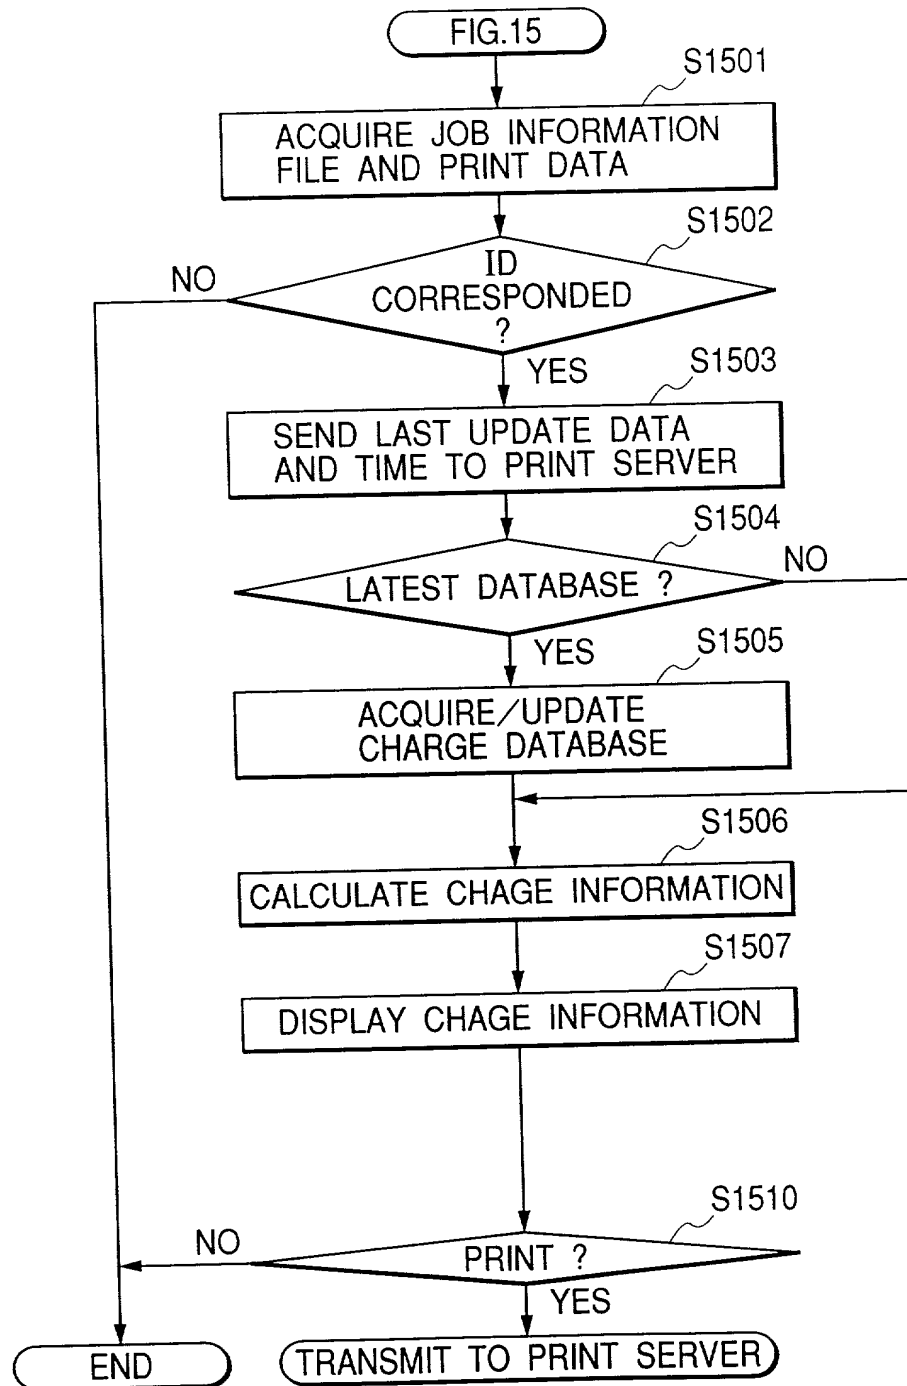 FIG.15
S1501
ACQUIRE JOB INFORMATION
FILE AND PRINT DATA
S1502
ID
CORRESPONDED
?
NO
YES
S1503
SEND LAST UPDATE DATA
AND TIME TO PRINT SERVER
S1504
LATEST DATABASE ?
NO
YES
S1505
ACQUIRE/UPDATE
CHARGE DATABASE
S1506
CALCULATE CHAGE INFORMATION
S1507
DISPLAY CHAGE INFORMATION
S1510
PRINT ?
NO
YES
END
TRANSMIT TO PRINT SERVER